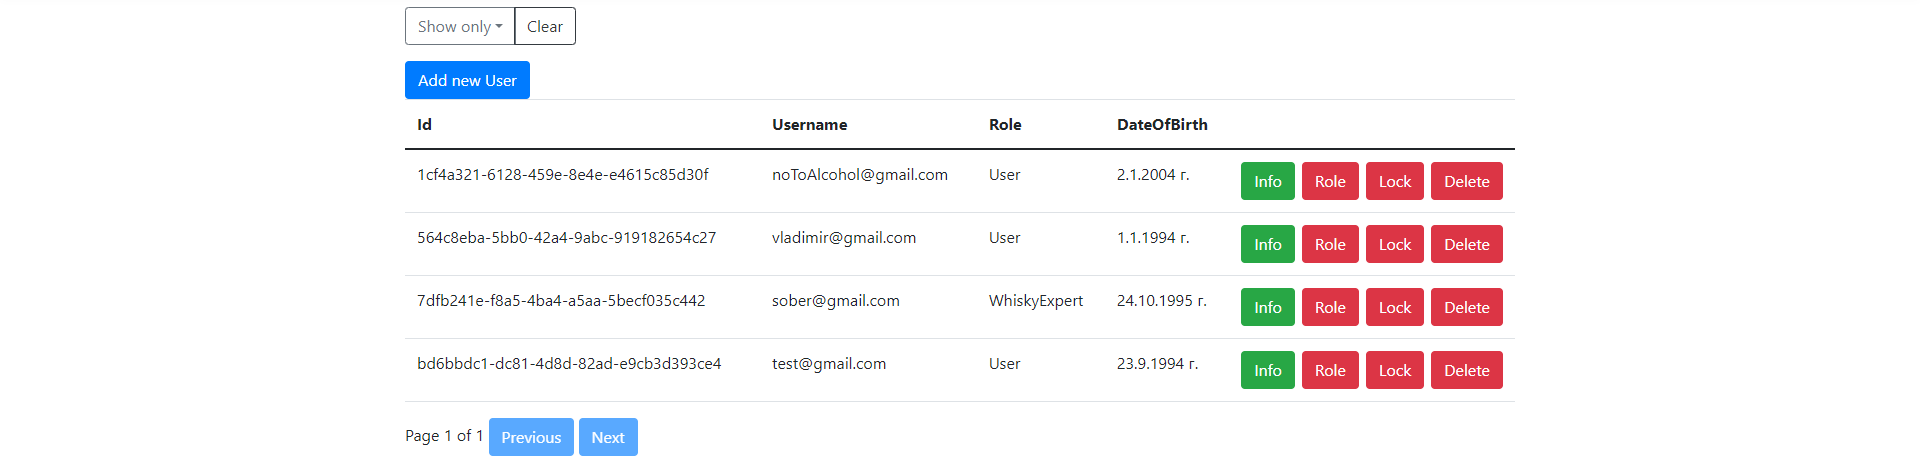 Show only Clear
Add new User
Id Username Role DateOfBirth
1cf4a321-6128-459e-8e4e-e4615c85d30f noToAlcohol@gmail.com User 2.1.2004 г. Info Role Lock Delete
564c8eba-5bb0-42a4-9abc-919182654c27 vladimir@gmail.com User 1.1.1994 г. Info Role Lock Delete
7dfb241e-f8a5-4ba4-a5aa-5becf035c442 sober@gmail.com WhiskyExpert 24.10.1995 г. Info Role Lock Delete
bd6bbdc1-dc81-4d8d-82ad-e9cb3d393ce4 test@gmail.com User 23.9.1994 г. Info Role Lock Delete
Page 1 of 1 Previous Next